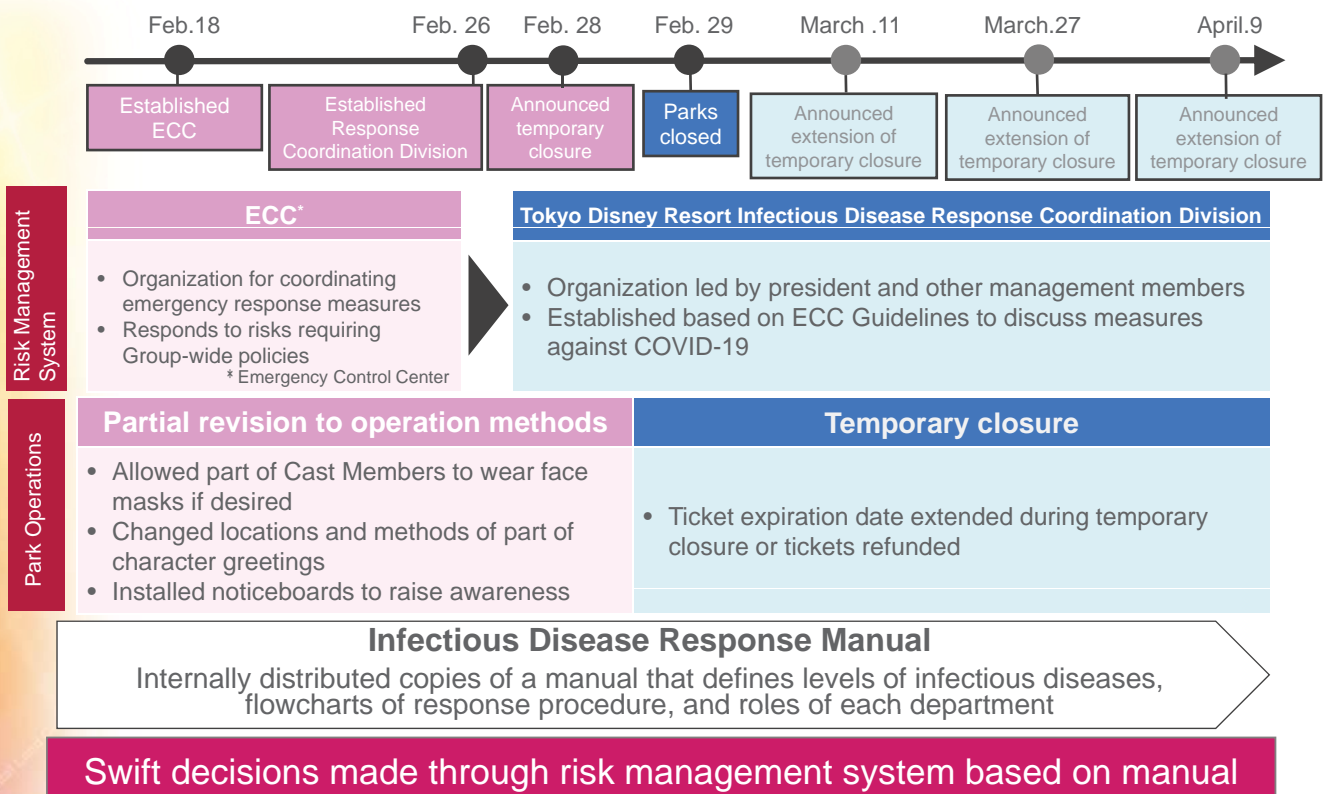 Feb.18
Feb. 26
Feb. 28
Feb. 29
March .11
March.27
April.9
Established
ECC
Established
Response
Coordination Division
Announced
temporary
closure
Parks
closed
Announced
extension of
temporary closure
Announced
extension of
temporary closure
Announced
extension of
temporary closure
Risk Management
System
ECC*
• Organization for coordinating
emergency response measures
• Responds to risks requiring
Group-wide policies
* Emergency Control Center
Tokyo Disney Resort Infectious Disease Response Coordination Division
• Organization led by president and other management members
• Established based on ECC Guidelines to discuss measures
against COVID-19
Park Operations
Partial revision to operation methods
• Allowed part of Cast Members to wear face
masks if desired
• Changed locations and methods of part of
character greetings
• Installed noticeboards to raise awareness
Temporary closure
• Ticket expiration date extended during temporary
closure or tickets refunded
Infectious Disease Response Manual
Internally distributed copies of a manual that defines levels of infectious diseases,
flowcharts of response procedure, and roles of each department
Swift decisions made through risk management system based on manual